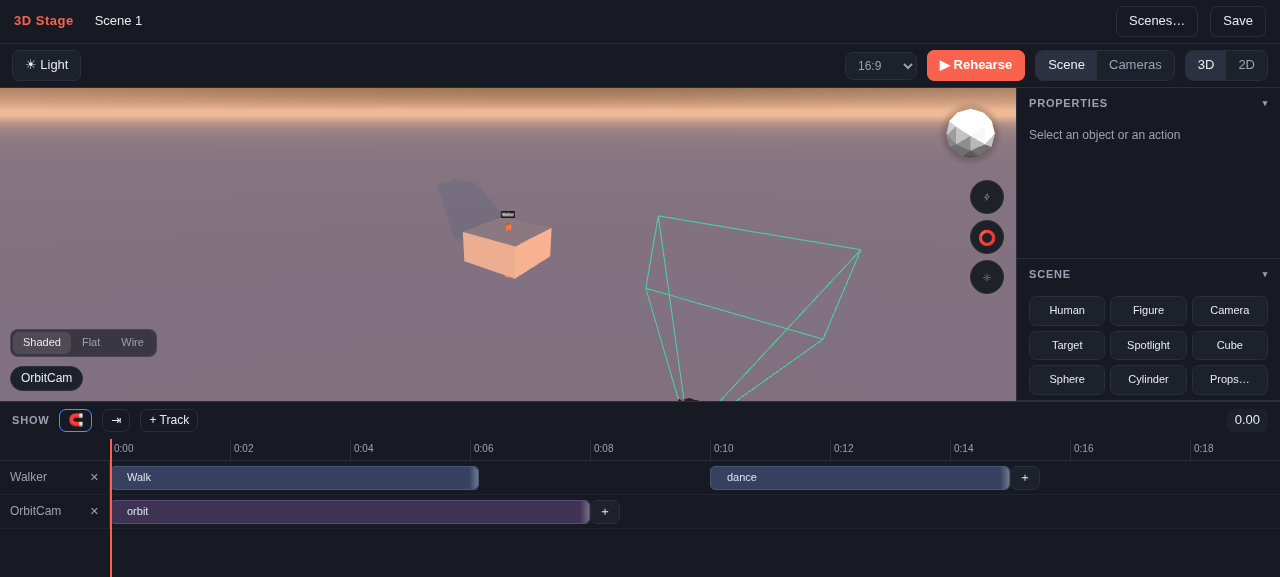 3D Stage Scene 1 Scenes… Save
☀ Light 16:9 ▶ Rehearse Scene Cameras 3D 2D
PROPERTIES ▾
Select an object or an action
Walker
SCENE ▾
Human Figure Camera
Target Spotlight Cube
Sphere Cylinder Props…
Shaded Flat Wire
OrbitCam
SHOW 🧲 ⇥ + Track 0.00
0:00 0:02 0:04 0:06 0:08 0:10 0:12 0:14 0:16 0:18
Walker × Walk dance +
OrbitCam × orbit +